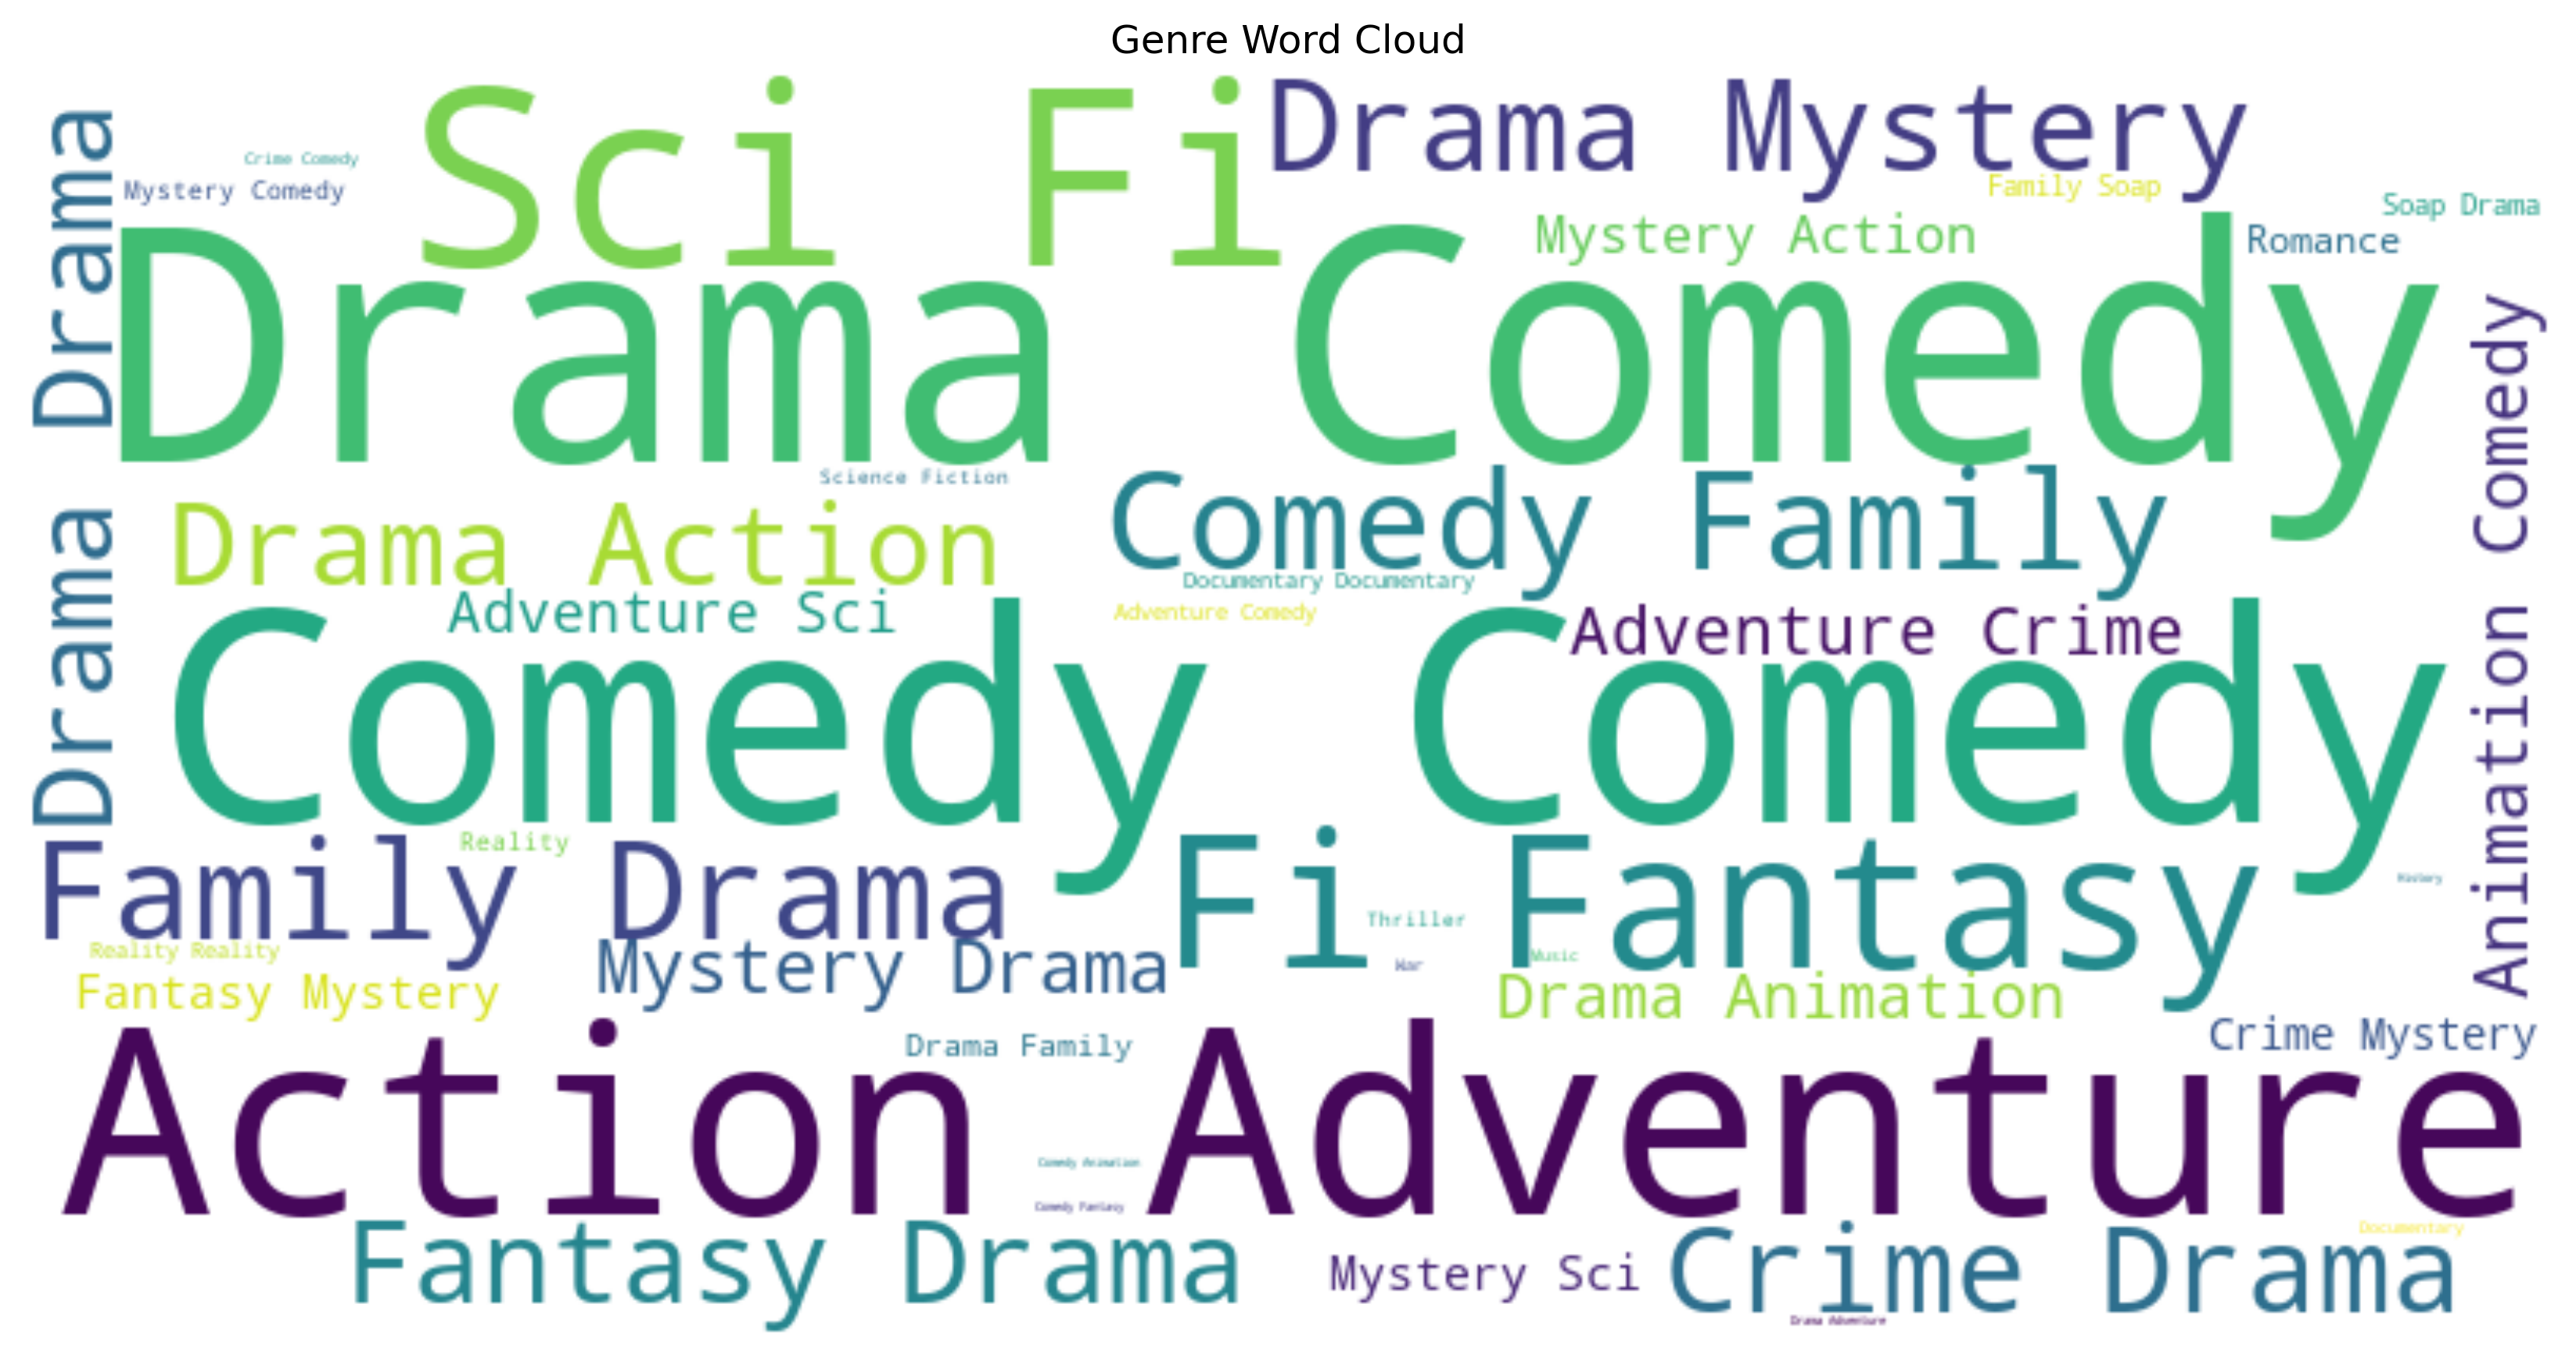 Genre Word Cloud
Sci Fi
Drama Mystery
Crime Comedy
Mystery Comedy
Family Soap
Soap Drama
Mystery Action
Romance
Drama Comedy
Drama Drama
Animation Comedy
Science Fiction
Comedy Family
Drama Action
Documentary Documentary
Adventure Sci
Adventure Comedy
Adventure Crime
Comedy Comedy
Reality
Family Drama
Fi Fantasy
History
Thriller
Reality Reality
Mystery Drama
War
Music
Fantasy Mystery
Drama Animation
Crime Mystery
Drama Family
Action Adventure
Comedy Animation
Comedy Fantasy
Documentary
Fantasy Drama
Mystery Sci
Crime Drama
Drama Adventure